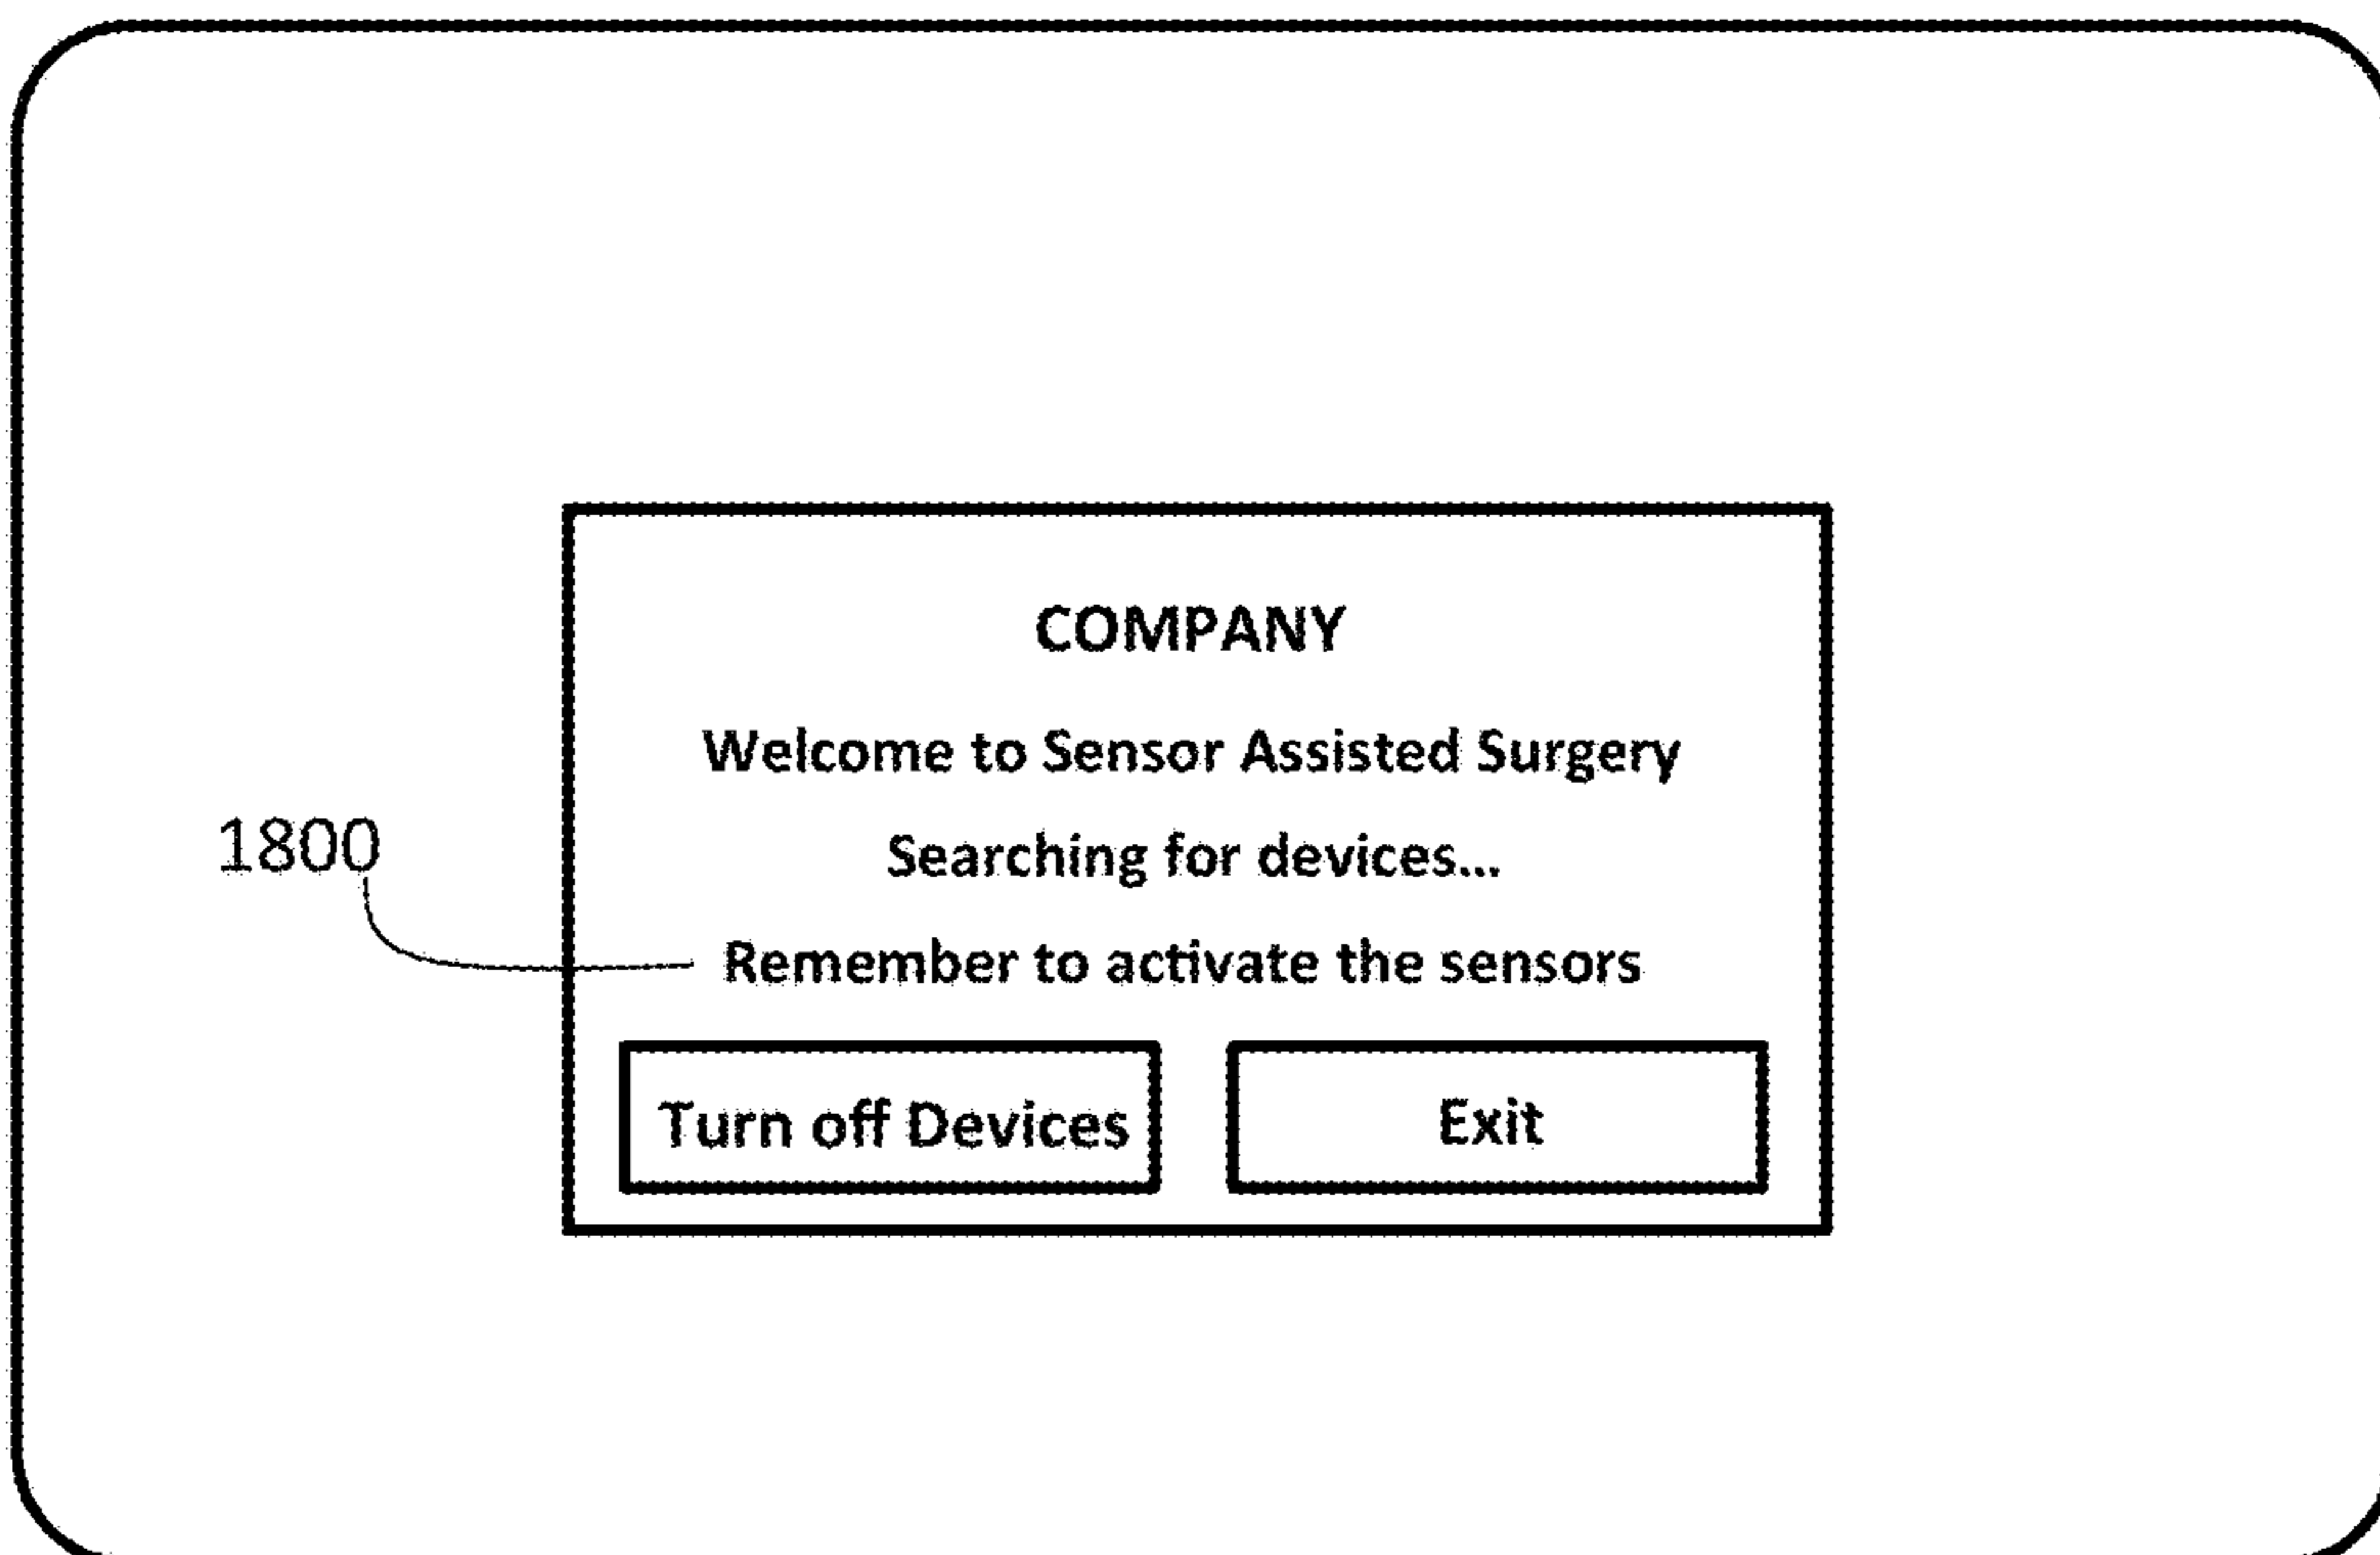 COMPANY
Welcome to Sensor Assisted Surgery
Searching for devices...
1800
Remember to activate the sensors
Turn off Devices
Exit